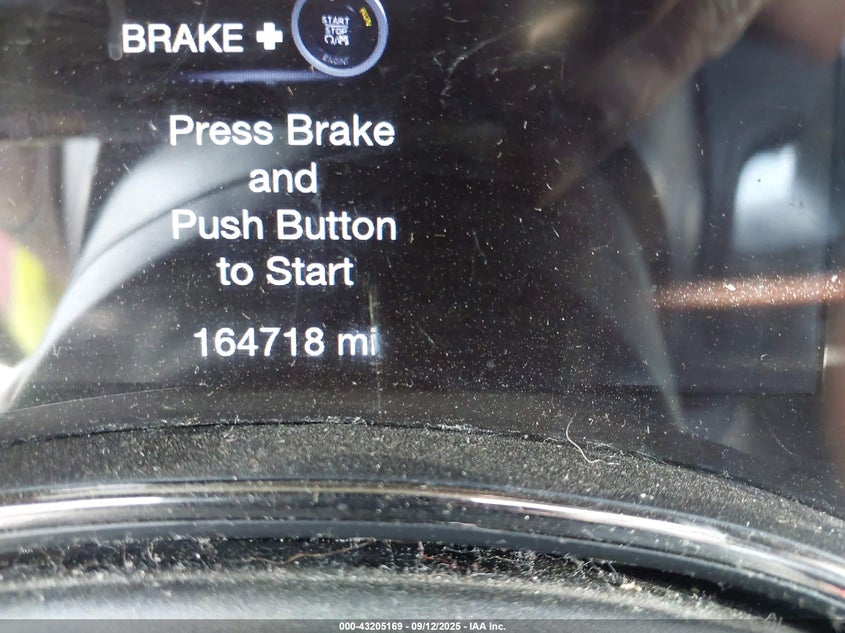 BRAKE +
START
STOP
ENGINE
Press Brake
and
Push Button
to Start
164718 mi
000-43205169 - 09/12/2025 - IAA Inc.